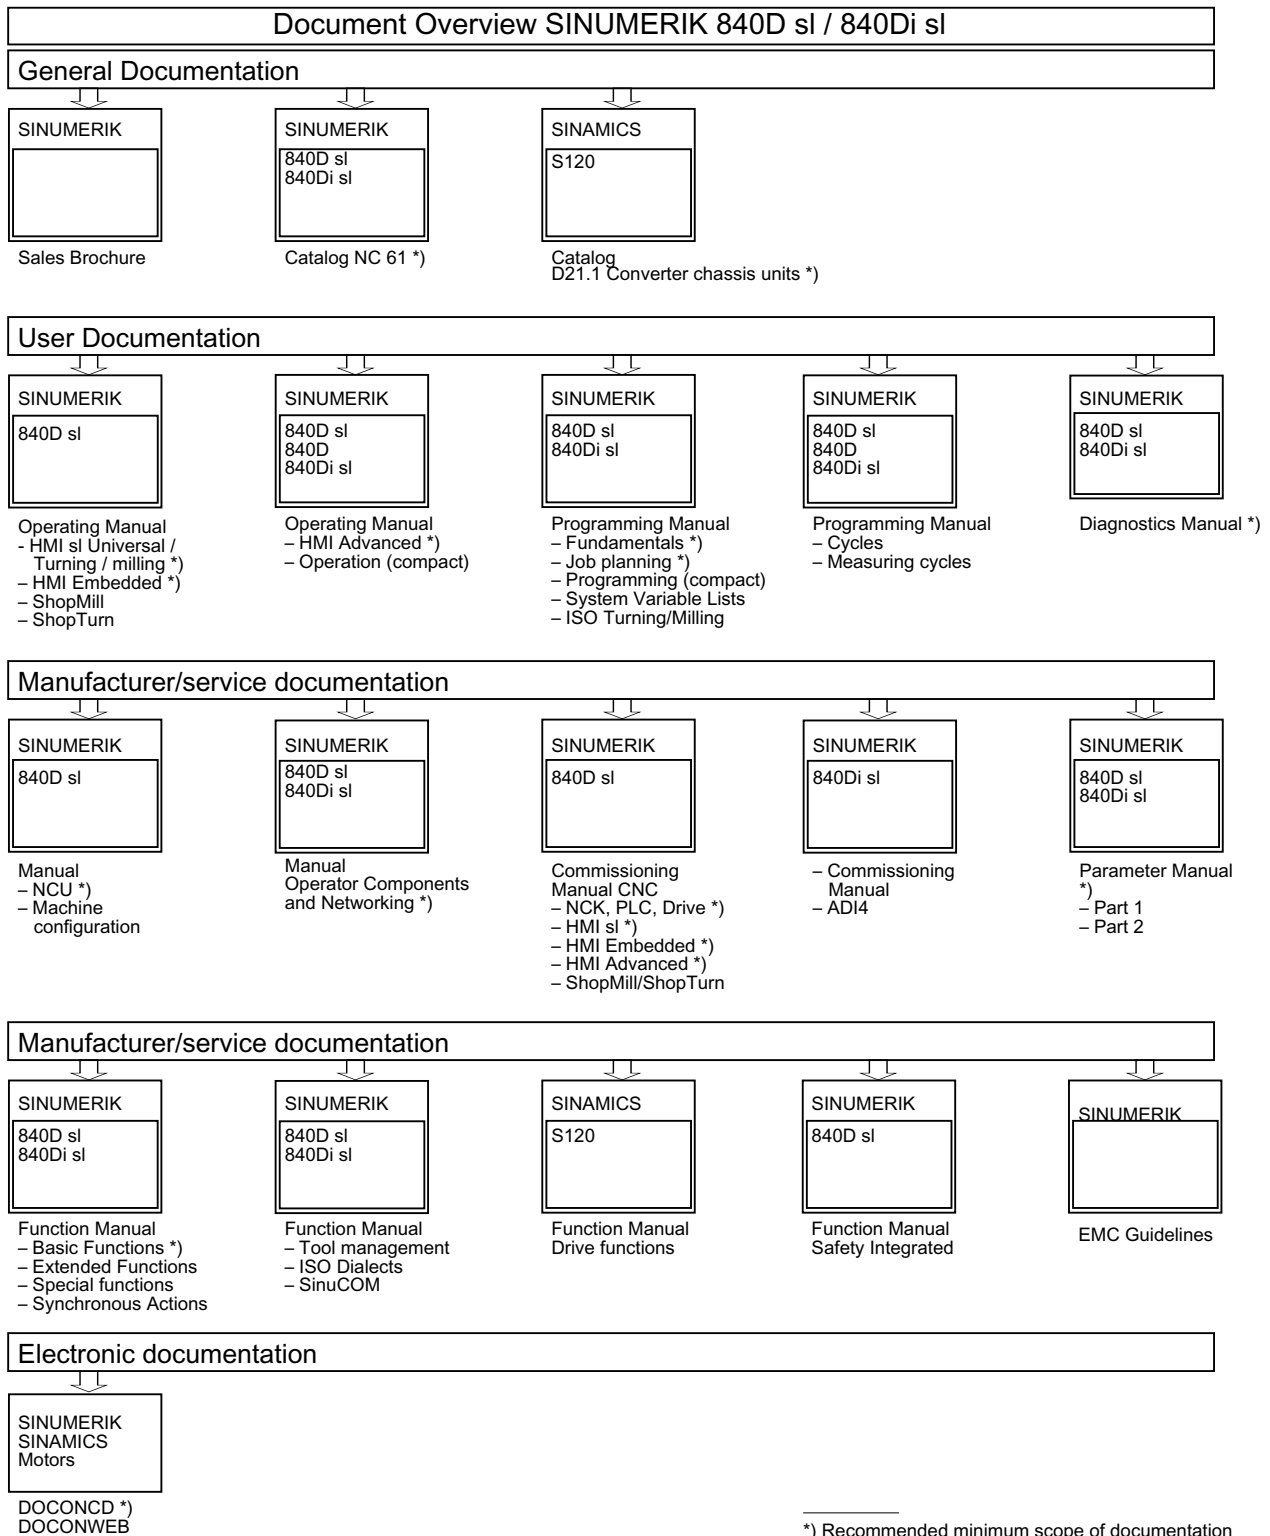 Document Overview SINUMERIK 840D sl / 840Di sl
General Documentation
SINUMERIK
Sales Brochure
SINUMERIK
840D sl
840Di sl
Catalog NC 61 *)
SINAMICS
S120
Catalog
D21.1 Converter chassis units *)
User Documentation
SINUMERIK
840D sl
Operating Manual
- HMI sl Universal /
Turning / milling *)
– HMI Embedded *)
– ShopMill
– ShopTurn
SINUMERIK
840D sl
840D
840Di sl
Operating Manual
– HMI Advanced *)
– Operation (compact)
SINUMERIK
840D sl
840Di sl
Programming Manual
– Fundamentals *)
– Job planning *)
– Programming (compact)
– System Variable Lists
– ISO Turning/Milling
SINUMERIK
840D sl
840D
840Di sl
Programming Manual
– Cycles
– Measuring cycles
SINUMERIK
840D sl
840Di sl
Diagnostics Manual *)
Manufacturer/service documentation
SINUMERIK
840D sl
Manual
– NCU *)
– Machine
configuration
SINUMERIK
840D sl
840Di sl
Manual
Operator Components
and Networking *)
SINUMERIK
840D sl
Commissioning
Manual CNC
– NCK, PLC, Drive *)
– HMI sl *)
– HMI Embedded *)
– HMI Advanced *)
– ShopMill/ShopTurn
SINUMERIK
840Di sl
– Commissioning
Manual
– ADI4
SINUMERIK
840D sl
840Di sl
Parameter Manual
*)
– Part 1
– Part 2
Manufacturer/service documentation
SINUMERIK
840D sl
840Di sl
Function Manual
– Basic Functions *)
– Extended Functions
– Special functions
– Synchronous Actions
SINUMERIK
840D sl
840Di sl
Function Manual
– Tool management
– ISO Dialects
– SinuCOM
SINAMICS
S120
Function Manual
Drive functions
SINUMERIK
840D sl
Function Manual
Safety Integrated
SINUMERIK
EMC Guidelines
Electronic documentation
SINUMERIK
SINAMICS
Motors
DOCONCD *)
DOCONWEB
*) Recommended minimum scope of documentation